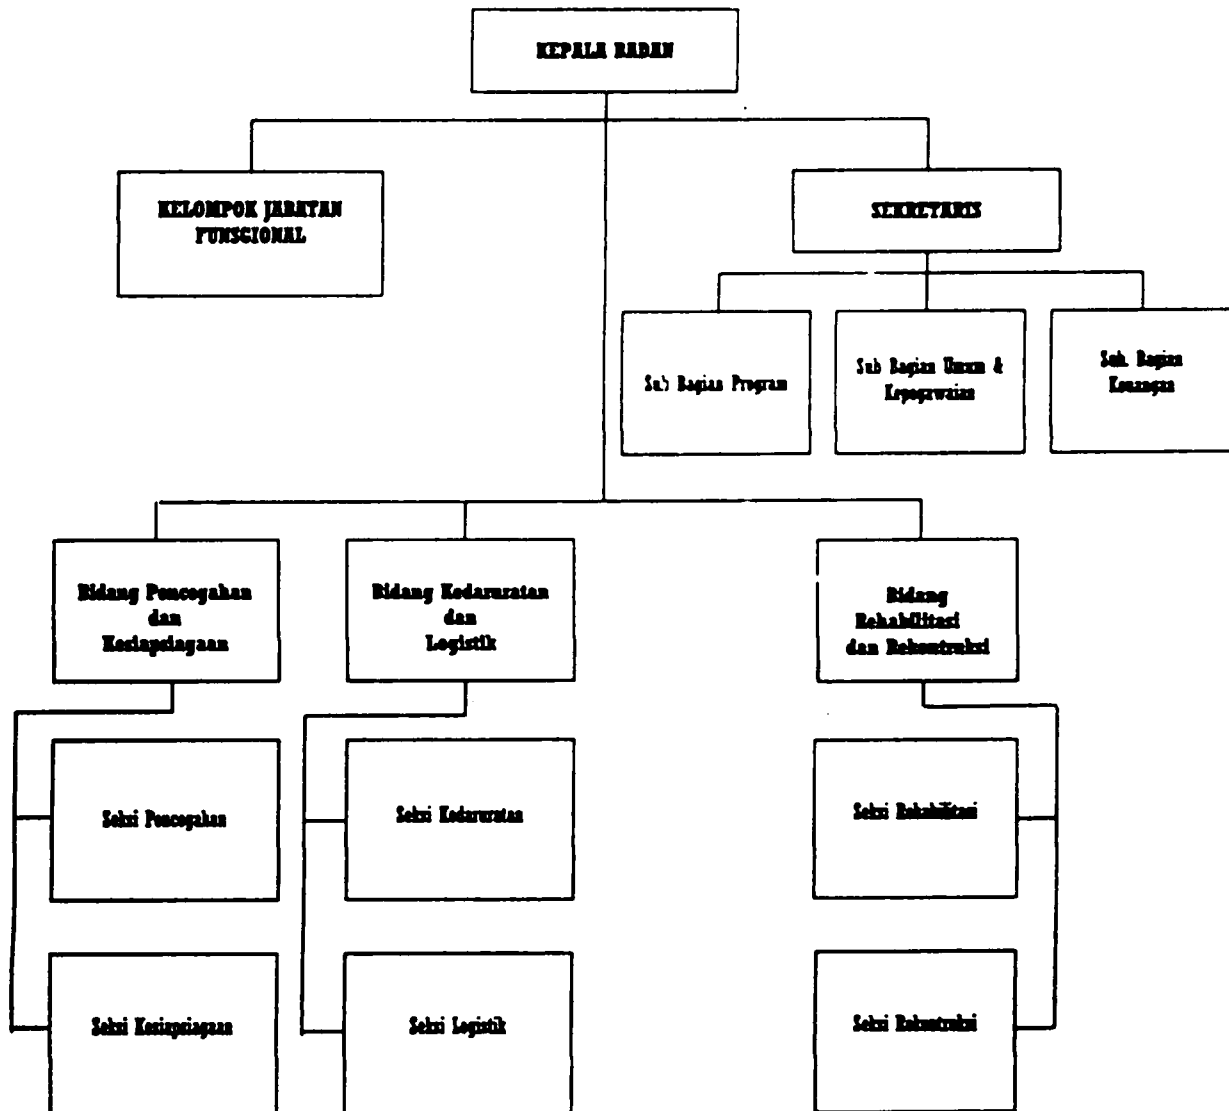 KEPALA BADAN
KELOMPOK JABATAN
FUNSGIONAL
SEKRETARIS
Sub Bagian Program
Sub Bagian Umum &
Kepegawaian
Sub. Bagian
Keuangan
Bidang Pencegahan
dan
Kesiapsiagaan
Bidang Kedaruratan
dan
Logistik
Bidang
Rehabilitasi
dan Rekontruksi
Seksi Pencegahan
Seksi Kedaruratan
Seksi Rehabilitasi
Seksi Kesiapsiagaan
Seksi Logistik
Seksi Rekontruksi